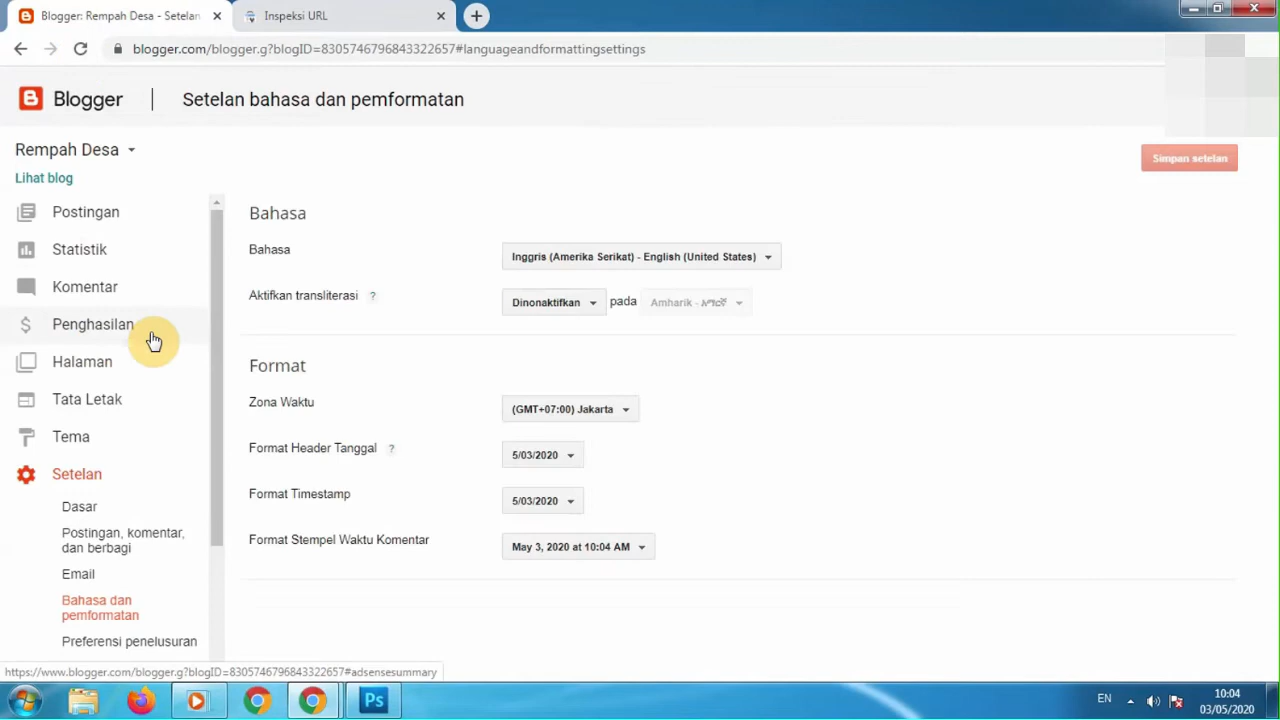 Blogger: Rempah Desa - Setelan
Inspeksi URL
blogger.com/blogger.g?blogID=8305746796843322657#languageandformattingsettings
Blogger
Setelan bahasa dan pemformatan
Rempah Desa
Simpan setelan
Lihat blog
Postingan
Statistik
Komentar
Penghasilan
Halaman
Tata Letak
Tema
Setelan
Dasar
Postingan, komentar,
dan berbagi
Email
Bahasa dan
pemformatan
Preferensi penelusuran
Bahasa
Bahasa
Inggris (Amerika Serikat) - English (United States)
Aktifkan transliterasi ?
Dinonaktifkan
pada
Amharik - አማርኛ
Format
Zona Waktu
(GMT+07:00) Jakarta
Format Header Tanggal ?
5/03/2020
Format Timestamp
5/03/2020
Format Stempel Waktu Komentar
May 3, 2020 at 10:04 AM
https://www.blogger.com/blogger.g?blogID=8305746796843322657#adsensesummary
Ps
EN
10:04
03/05/2020